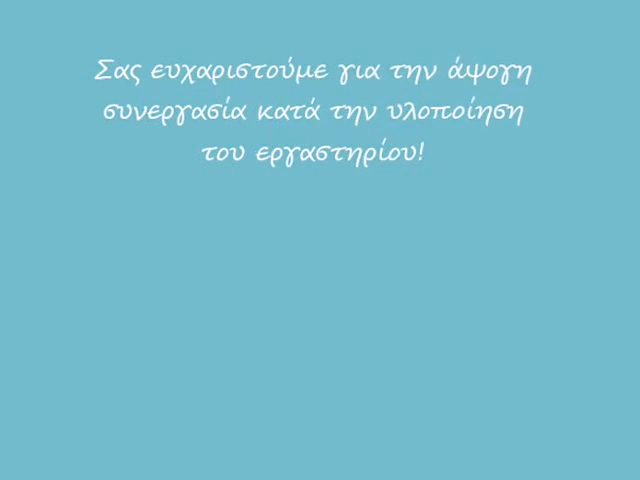 Σας ευχαριστούμε για την άψογη
συνεργασία κατά την υλοποίηση
του εργαστηρίου!